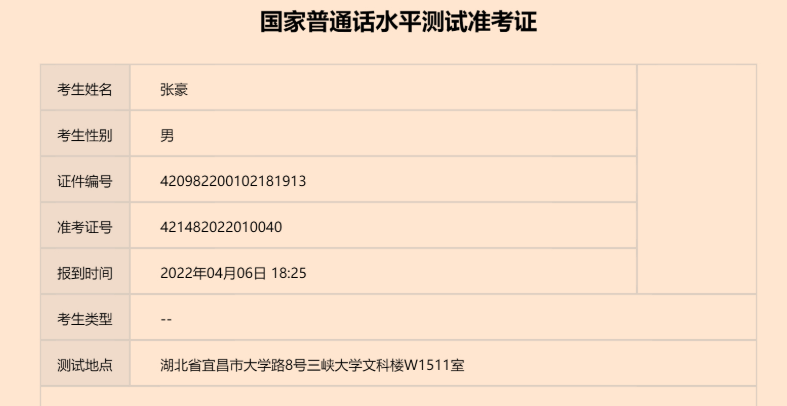 国家普通话水平测试准考证
考生姓名 张豪
考生性别 男
证件编号 420982200102181913
准考证号 421482022010040
报到时间 2022年04月06日 18:25
考生类型 --
测试地点 湖北省宜昌市大学路8号三峡大学文科楼W1511室